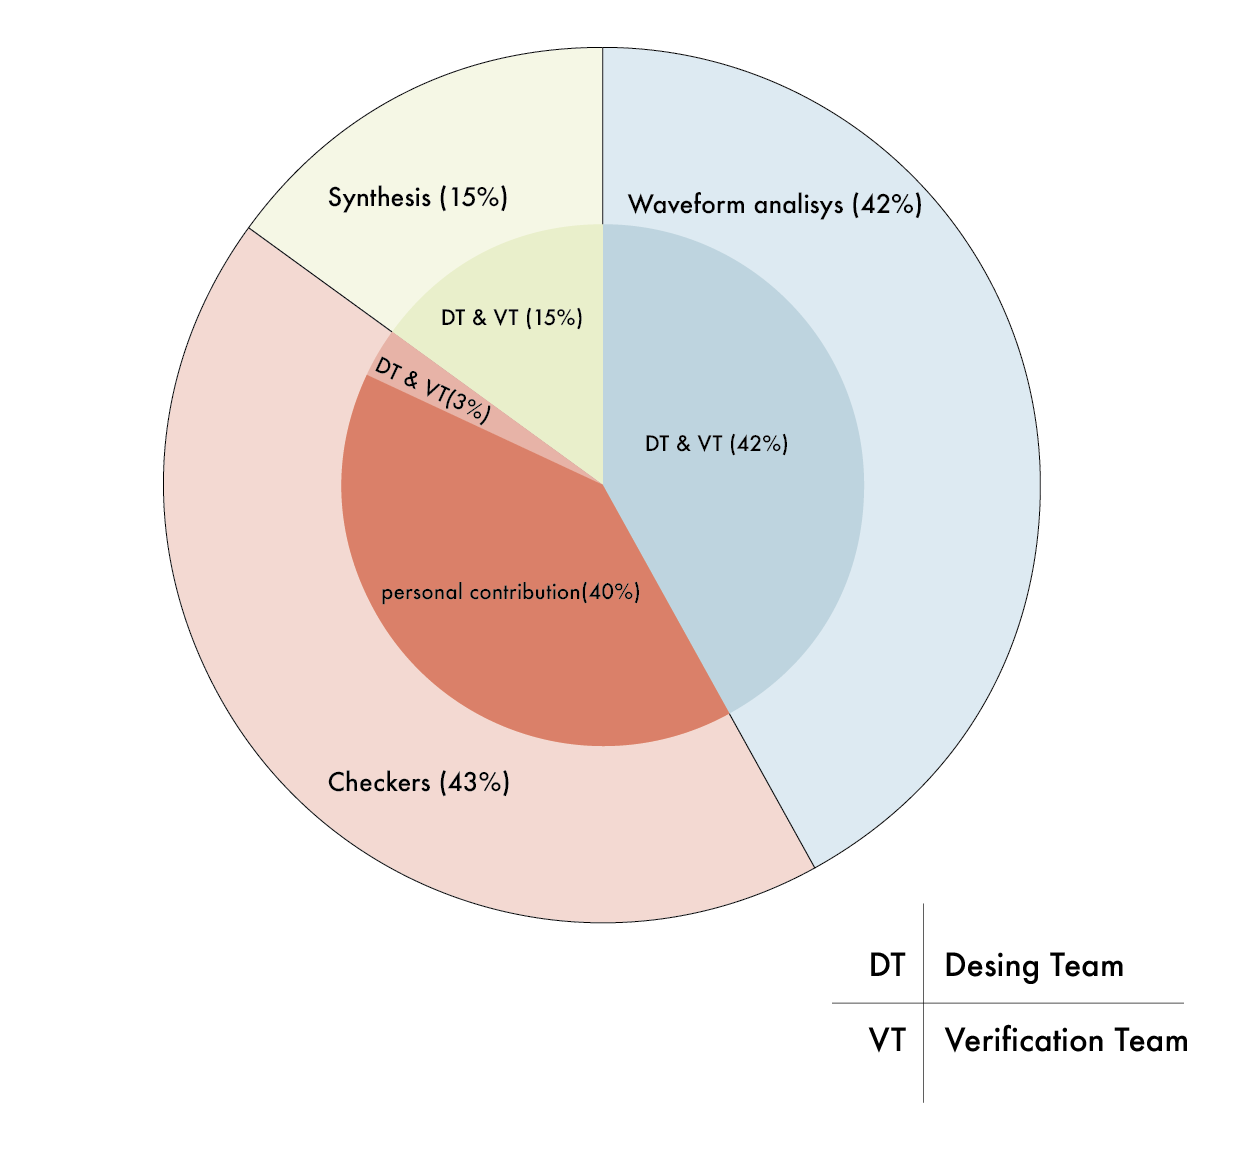 Synthesis (15%)
Waveform analisys (42%)
DT & VT (15%)
DT & VT(3%)
DT & VT (42%)
personal contribution(40%)
Checkers (43%)
DT Desing Team
VT Verification Team